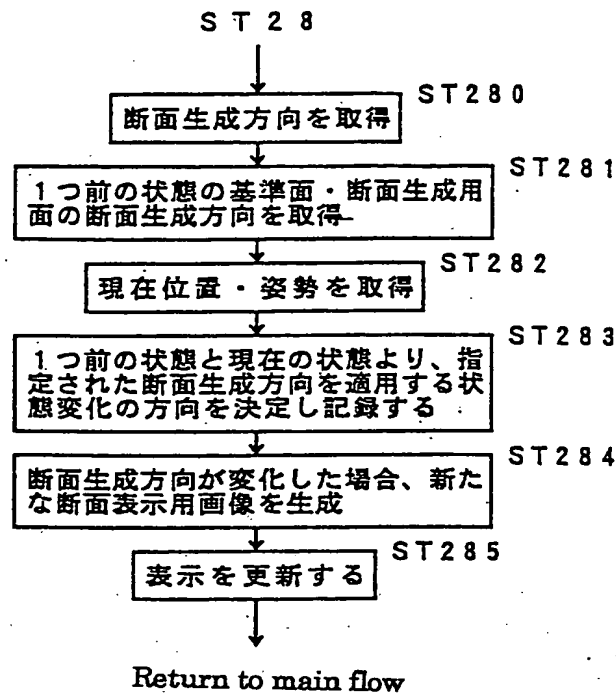 ST28
ST280
断面生成方向を取得
ST281
1つ前の状態の基準面・断面生成用
面の断面生成方向を取得
ST282
現在位置・姿勢を取得
ST283
1つ前の状態と現在の状態より、指
定された断面生成方向を適用する状
態変化の方向を決定し記録する
ST284
断面生成方向が変化した場合、新た
な断面表示用画像を生成
ST285
表示を更新する
Return to main flow